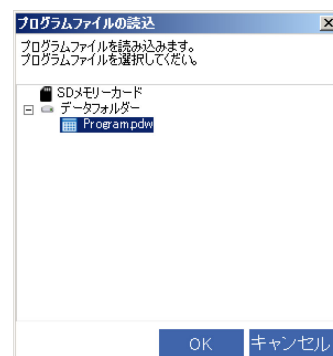 プログラムファイルの読込
プログラムファイルを読み込みます。
プログラムファイルを選択してください。
SDメモリーカード
データフォルダー
Program.pdw
OK
キャンセル